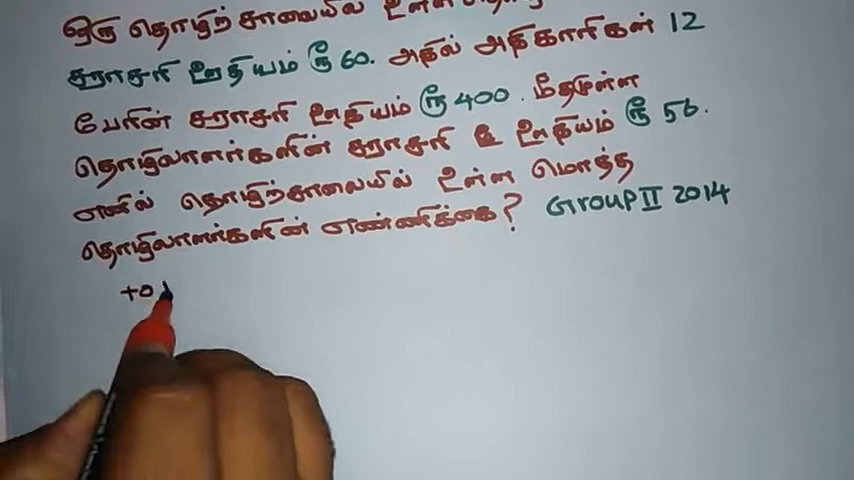 ஒரு தொழிற்சாலையில் உள்ள
சராசரி ஊதியம் ரூ 60. அதில் அதிகாரிகள் 12
பேரின் சராசரி ஊதியம் ரூ 400. மீதமுள்ள
தொழிலாளர்களின் சராசரி ஊதியம் ரூ 56.
எனில் தொழிற்சாலையில் உள்ள மொத்த
தொழிலாளர்களின் எண்ணிக்கை? GROUP II 2014